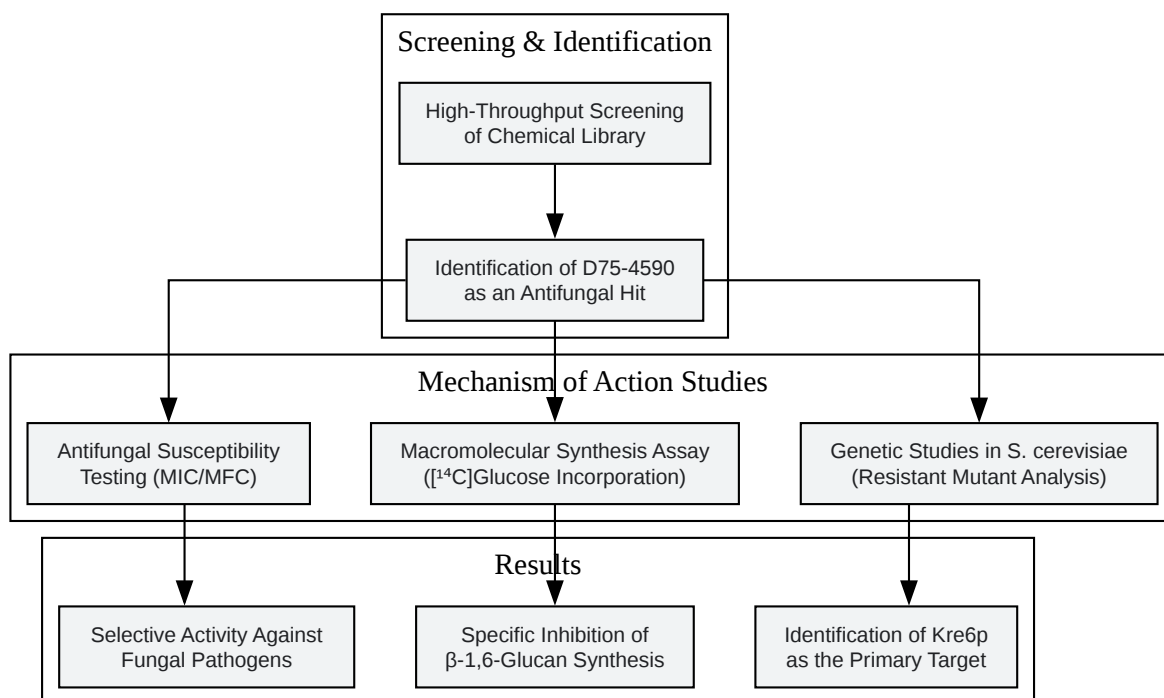 Screening & Identification
High-Throughput Screening
of Chemical Library
Identification of D75-4590
as an Antifungal Hit
Mechanism of Action Studies
Antifungal Susceptibility
Testing (MIC/MFC)
Macromolecular Synthesis Assay
([¹⁴C]Glucose Incorporation)
Genetic Studies in S. cerevisiae
(Resistant Mutant Analysis)
Results
Selective Activity Against
Fungal Pathogens
Specific Inhibition of
β-1,6-Glucan Synthesis
Identification of Kre6p
as the Primary Target